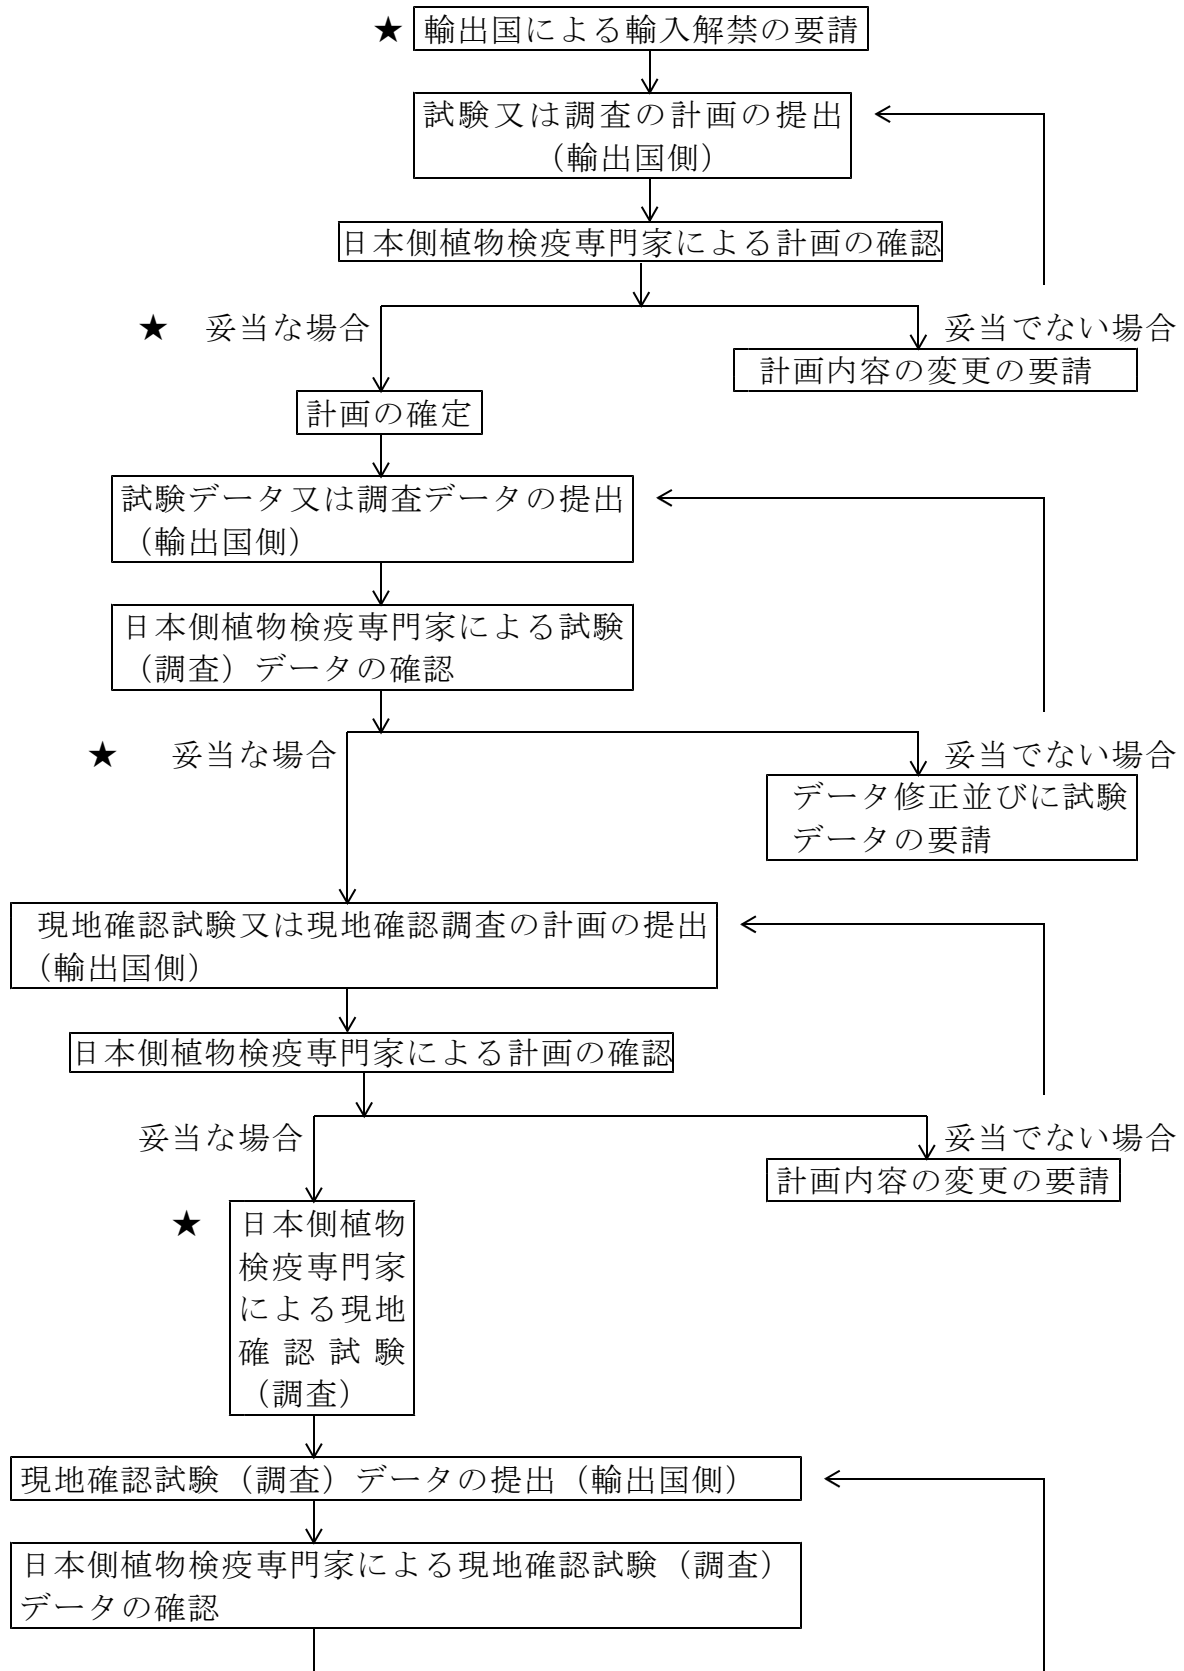 ★ 輸出国による輸入解禁の要請
試験又は調査の計画の提出
(輸出国側)
日本側植物検疫専門家による計画の確認
★ 妥当な場合
妥当でない場合
計画内容の変更の要請
計画の確定
試験データ又は調査データの提出
(輸出国側)
日本側植物検疫専門家による試験
(調査)データの確認
★ 妥当な場合
妥当でない場合
データ修正並びに試験
データの要請
現地確認試験又は現地確認調査の計画の提出
(輸出国側)
日本側植物検疫専門家による計画の確認
妥当な場合
妥当でない場合
計画内容の変更の要請
★ 日本側植物
検疫専門家
による現地
確認試験
(調査)
現地確認試験(調査)データの提出(輸出国側)
日本側植物検疫専門家による現地確認試験(調査)
データの確認